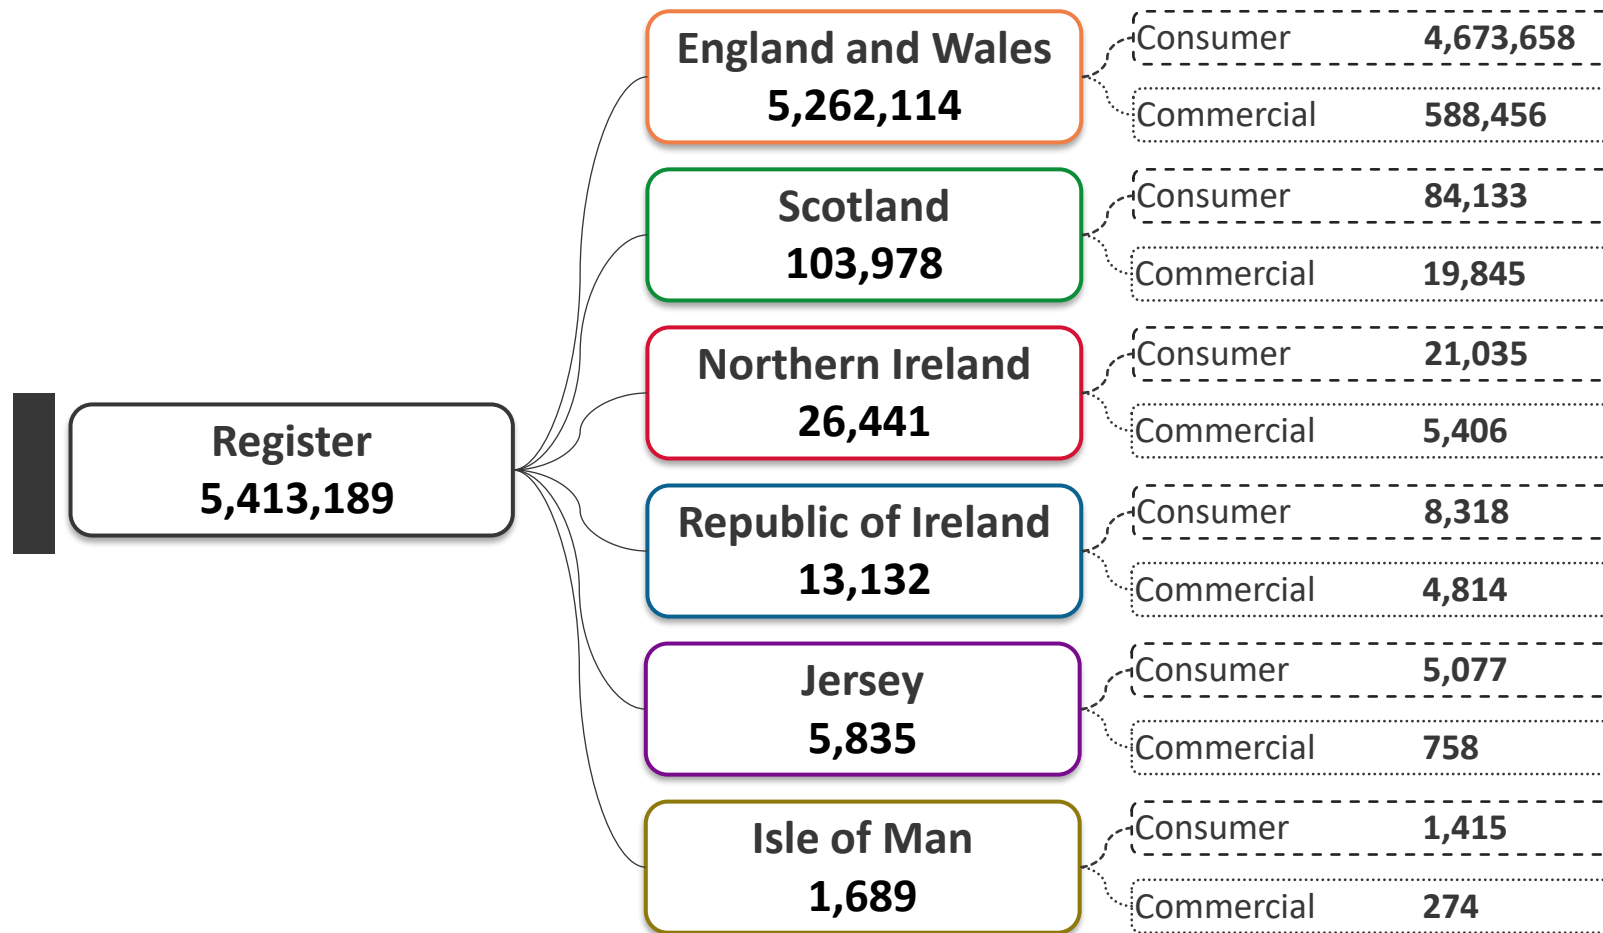 Register
5,413,189
England and Wales
5,262,114
Consumer 4,673,658
Commercial 588,456
Scotland
103,978
Consumer 84,133
Commercial 19,845
Northern Ireland
26,441
Consumer 21,035
Commercial 5,406
Republic of Ireland
13,132
Consumer 8,318
Commercial 4,814
Jersey
5,835
Consumer 5,077
Commercial 758
Isle of Man
1,689
Consumer 1,415
Commercial 274